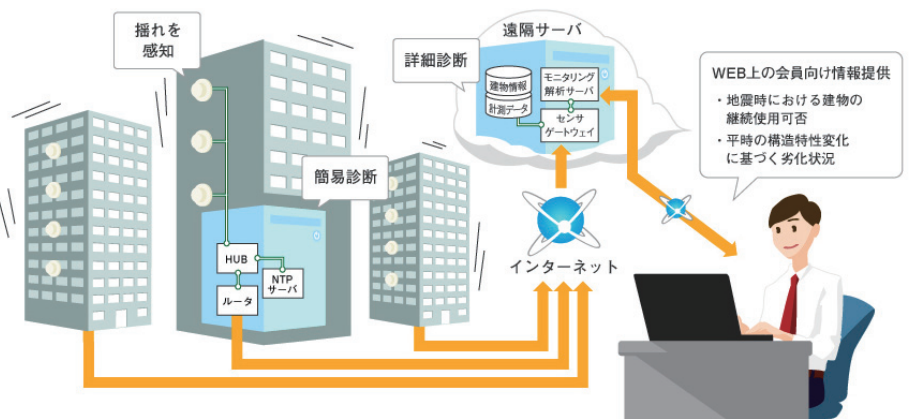 揺れを
感知
簡易診断
HUB
NTP
サーバ
ルータ
遠隔サーバ
詳細診断
建物情報
計測データ
モニタリング
解析サーバ
センサ
ゲートウェイ
インターネット
WEB上の会員向け情報提供
・地震時における建物の
継続使用可否
・平時の構造特性変化
に基づく劣化状況